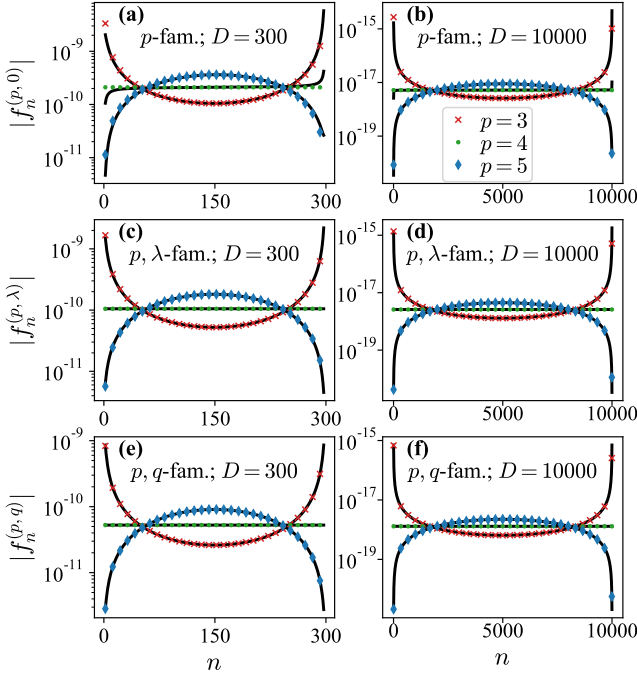 (a) p-fam.; D = 300
|f_n^{(p,0)}|
10^{-9}
10^{-10}
10^{-11}
0 150 300
(b) p-fam.; D = 10000
10^{-15}
10^{-17}
10^{-19}
p = 3
p = 4
p = 5
0 5000 10000
(c) p, λ-fam.; D = 300
|f_n^{(p,λ)}|
10^{-9}
10^{-10}
10^{-11}
0 150 300
(d) p, λ-fam.; D = 10000
10^{-15}
10^{-17}
10^{-19}
0 5000 10000
(e) p, q-fam.; D = 300
|f_n^{(p,q)}|
10^{-9}
10^{-10}
10^{-11}
0 150 300
n
(f) p, q-fam.; D = 10000
10^{-15}
10^{-17}
10^{-19}
0 5000 10000
n